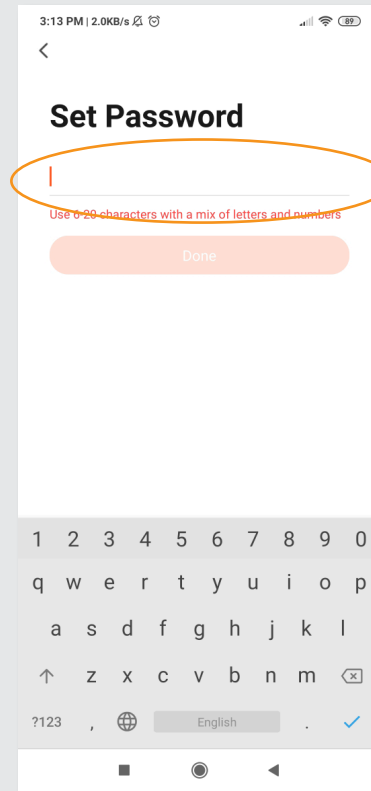 3:13 PM | 2.0KB/s 89
Set Password
Use 6-20 characters with a mix of letters and numbers
Done
1 2 3 4 5 6 7 8 9 0
q w e r t y u i o p
a s d f g h j k l
z x c v b n m
?123 , English .